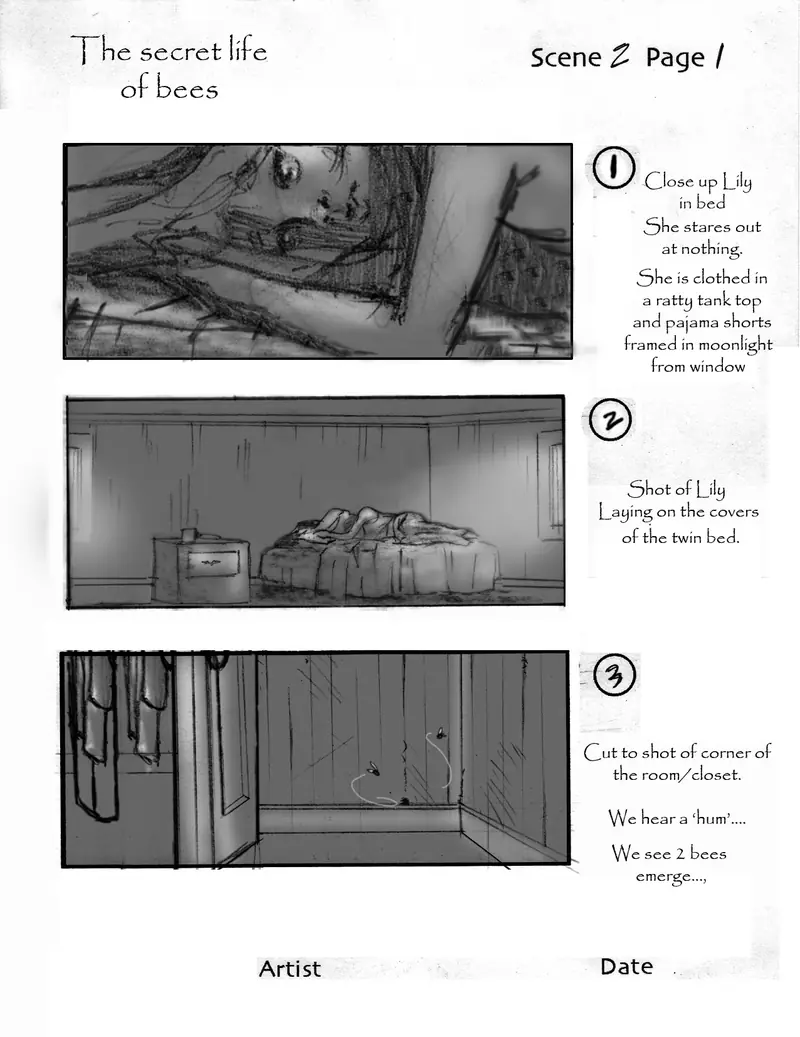 The secret life
of bees
Scene 2 Page 1
1
Close up Lily
in bed
She stares out
at nothing.
She is clothed in
a ratty tank top
and pajama shorts
framed in moonlight
from window
2
Shot of Lily
Laying on the covers
of the twin bed.
3
Cut to shot of corner of
the room/closet.
We hear a 'hum'....
We see 2 bees
emerge...,
Artist
Date